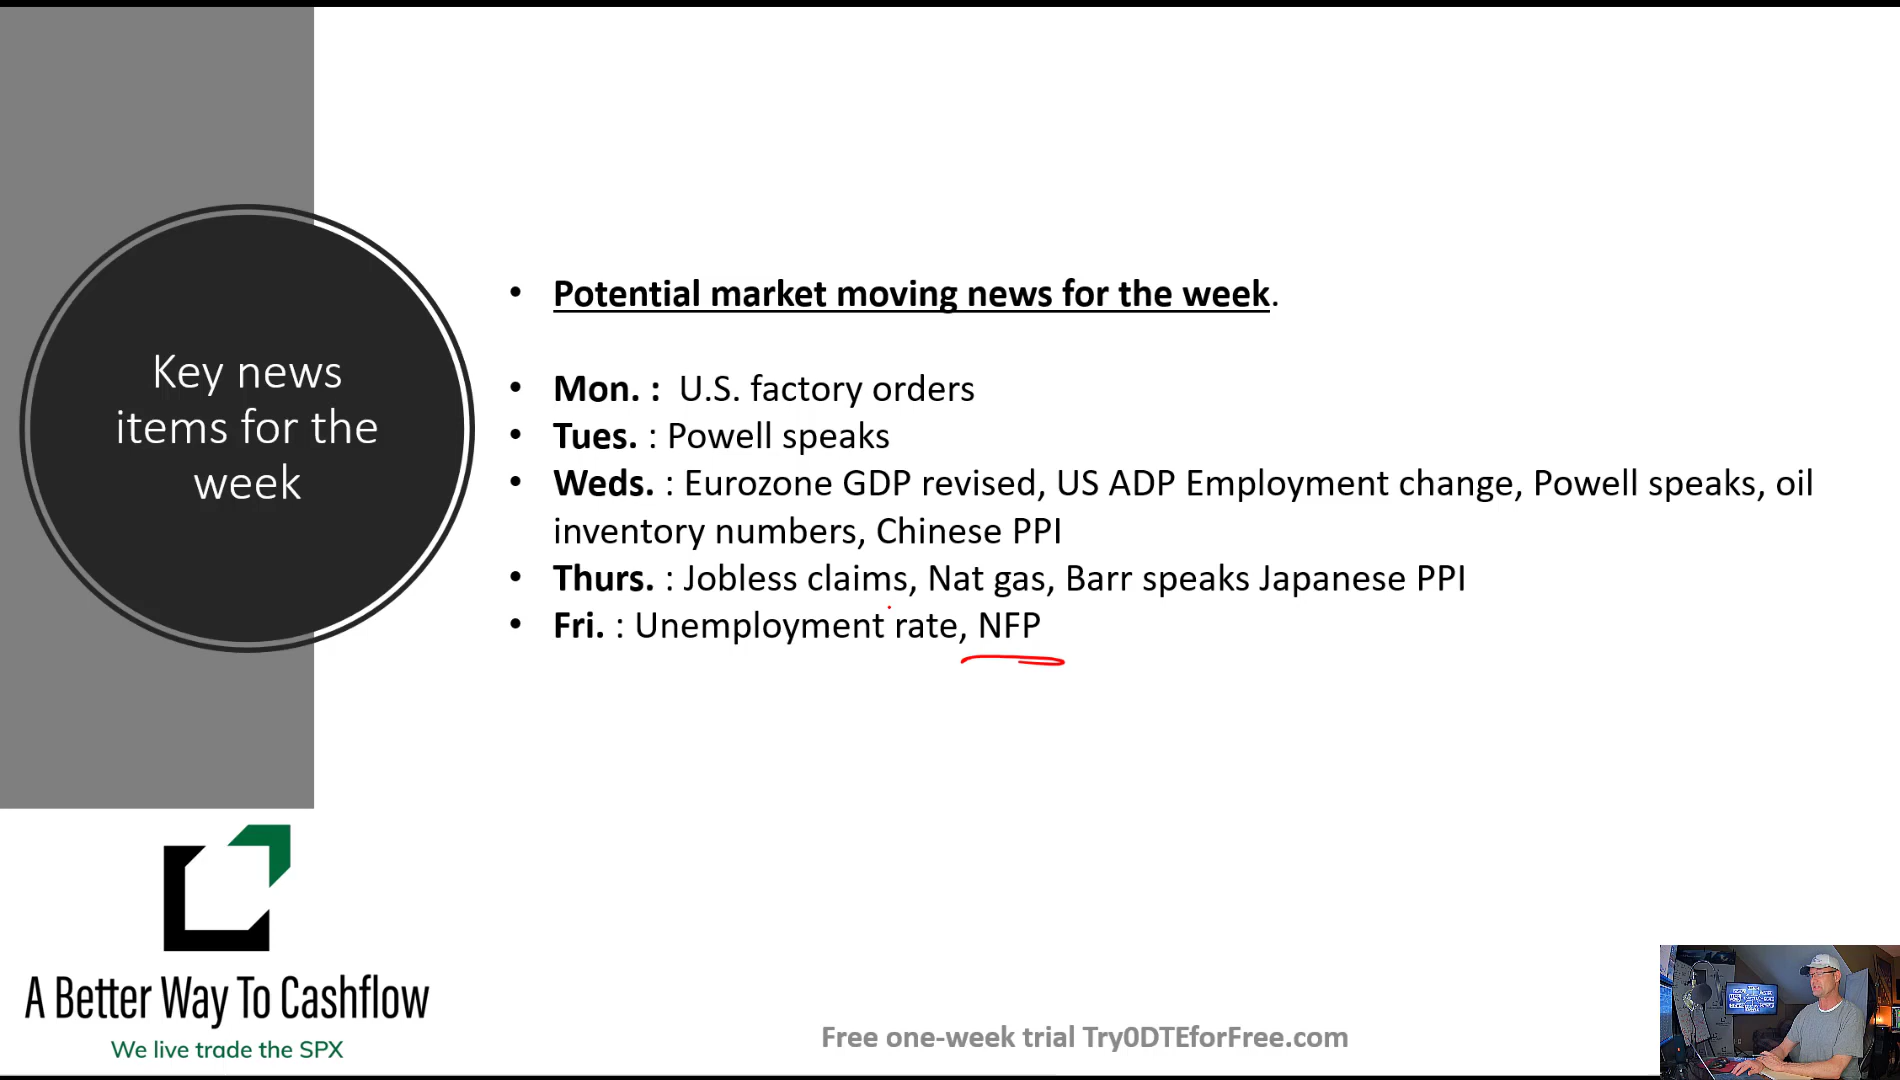 Key news
items for the
week
• Potential market moving news for the week.
• Mon. : U.S. factory orders
• Tues. : Powell speaks
• Weds. : Eurozone GDP revised, US ADP Employment change, Powell speaks, oil
inventory numbers, Chinese PPI
• Thurs. : Jobless claims, Nat gas, Barr speaks Japanese PPI
• Fri. : Unemployment rate, NFP
A Better Way To Cashflow
We live trade the SPX
Free one-week trial Try0DTEforFree.com